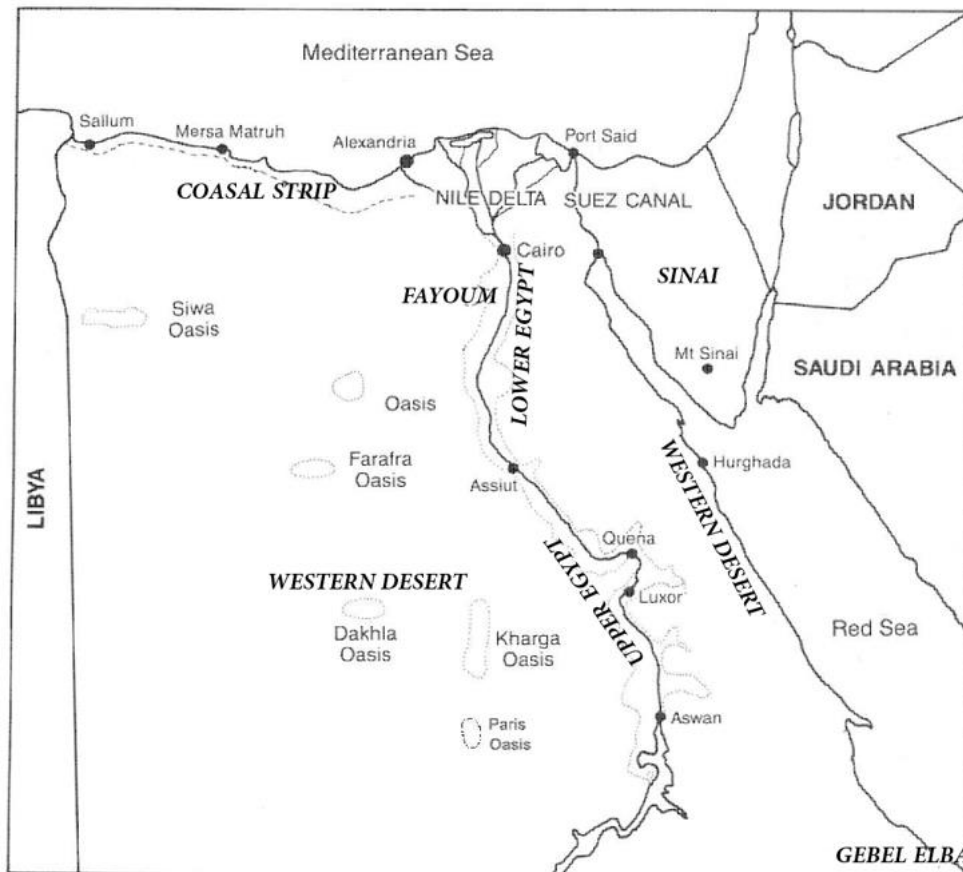 Mediterranean Sea
Sallum
Mersa Matruh
Alexandria
Port Said
COASAL STRIP
NILE DELTA
SUEZ CANAL
JORDAN
Cairo
SINAI
FAYOUM
LOWER EGYPT
Siwa
Oasis
Mt Sinai
SAUDI ARABIA
Oasis
Farafra
Oasis
Assiut
Hurghada
WESTERN DESERT
LIBYA
Quena
UPPER EGYPT
WESTERN DESERT
Luxor
Dakhla
Oasis
Kharga
Oasis
Red Sea
Paris
Oasis
Aswan
GEBEL ELBA